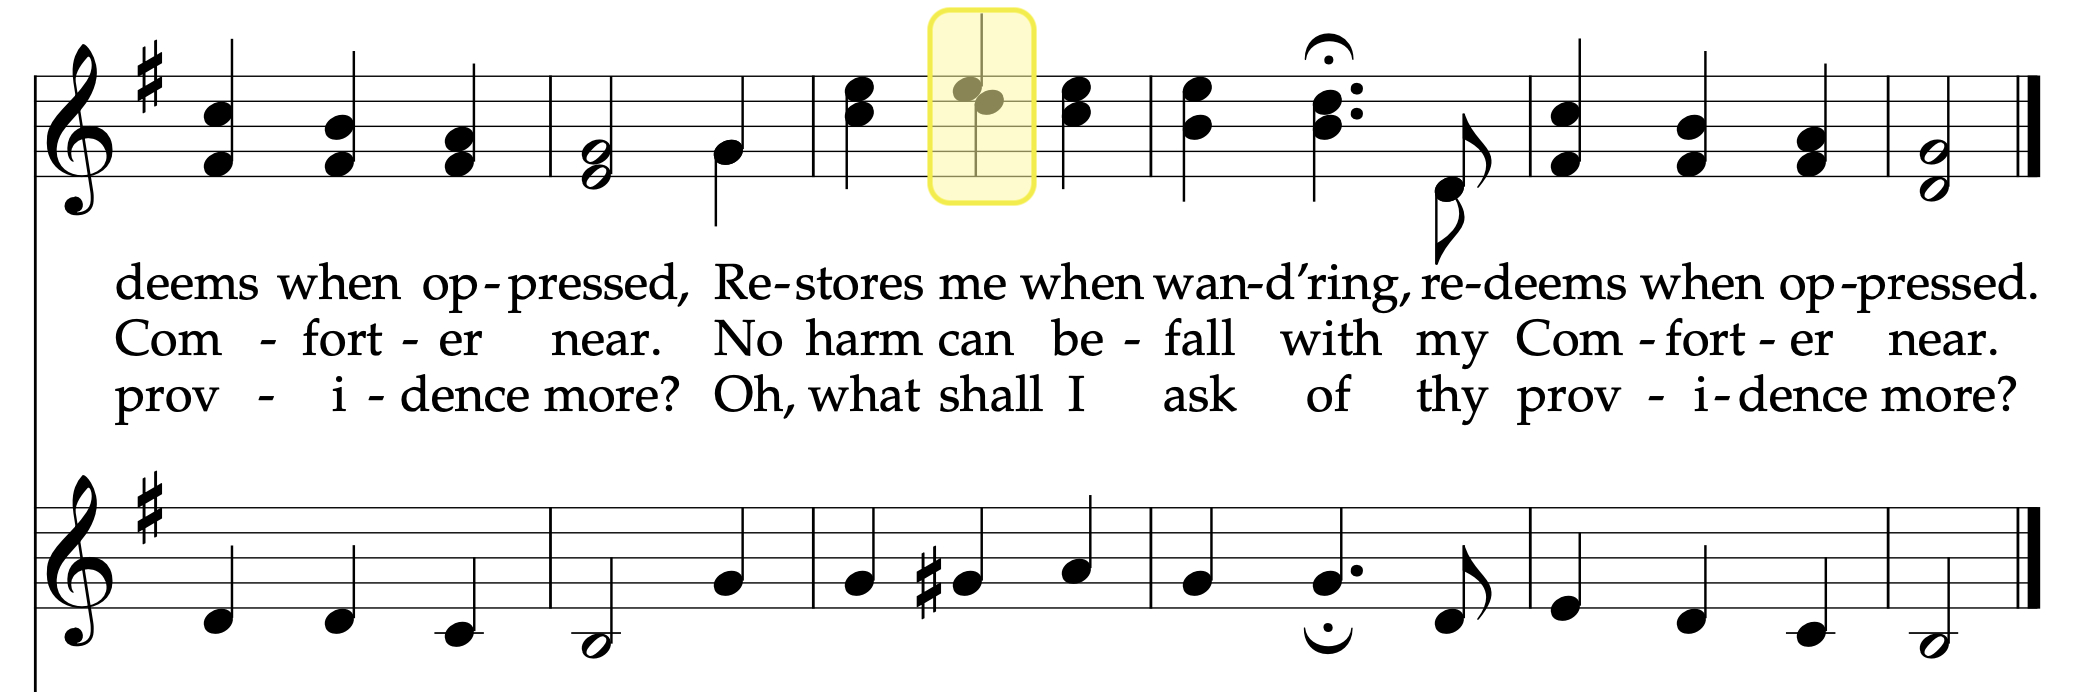 deems when op-pressed, Re-stores me when wan-d’ring, re-deems when op-pressed.
Com - fort - er near. No harm can be - fall with my Com - fort - er near.
prov - i - dence more? Oh, what shall I ask of thy prov - i - dence more?